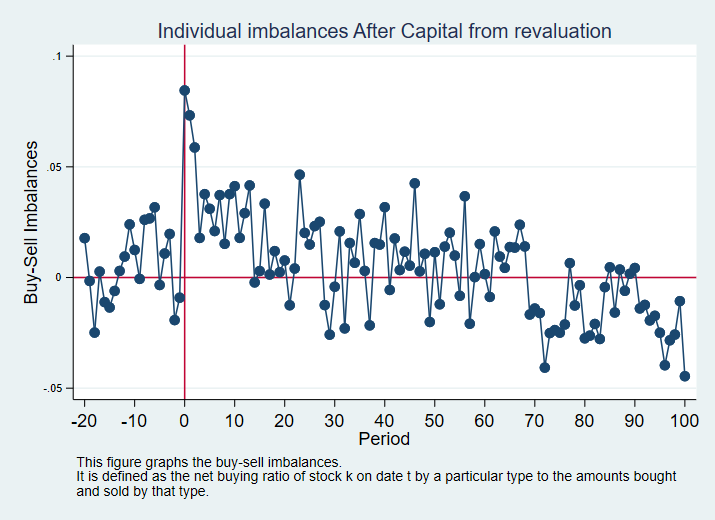 Individual imbalances After Capital from revaluation
Buy-Sell Imbalances
.1
.05
0
-.05
-20 -10 0 10 20 30 40 50 60 70 80 90 100
Period
This figure graphs the buy-sell imbalances.
It is defined as the net buying ratio of stock k on date t by a particular type to the amounts bought
and sold by that type.